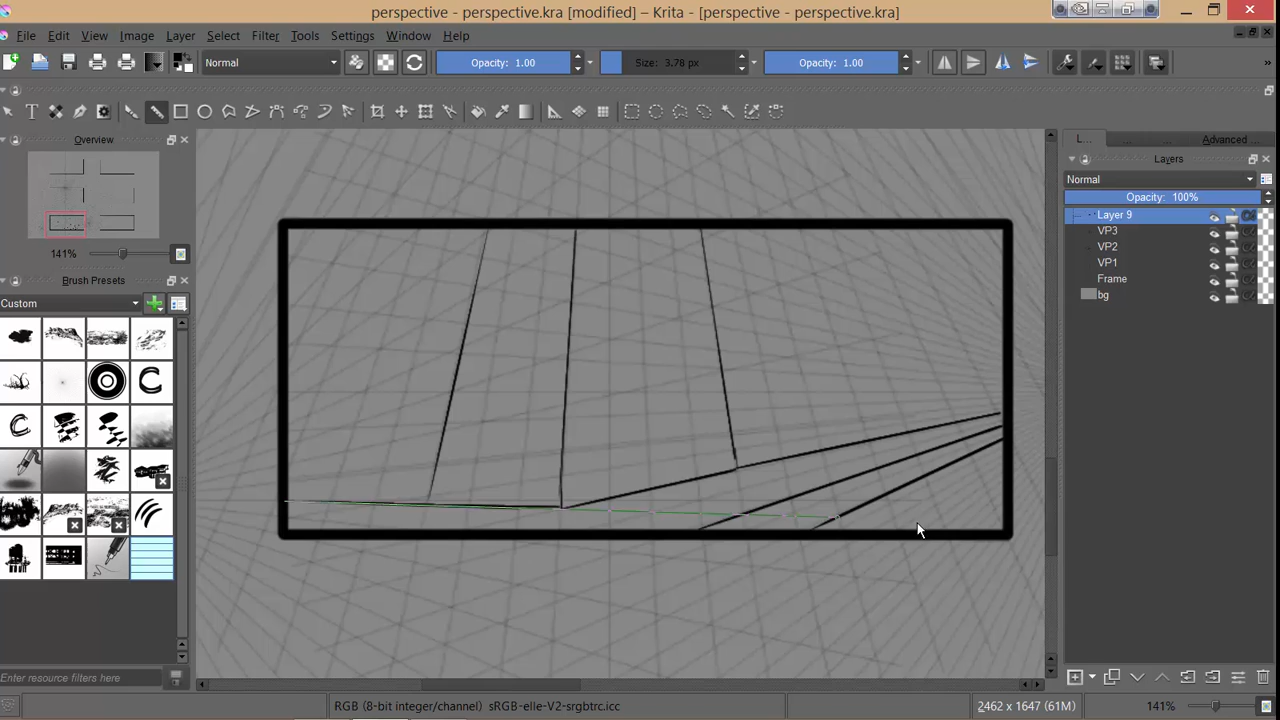 perspective - perspective.kra [modified] – Krita - [perspective - perspective.kra]
File Edit View Image Layer Select Filter Tools Settings Window Help
Normal Opacity: 1.00 Size: 3.78 px Opacity: 1.00 »
Overview
141%
Brush Presets
Custom
Enter resource filters here
L... ... ... Advanced
Layers
Normal
Opacity: 100%
Layer 9
VP3
VP2
VP1
Frame
bg
RGB (8-bit integer/channel) sRGB-elle-V2-srgbtrc.icc 2462 x 1647 (61M) 141%